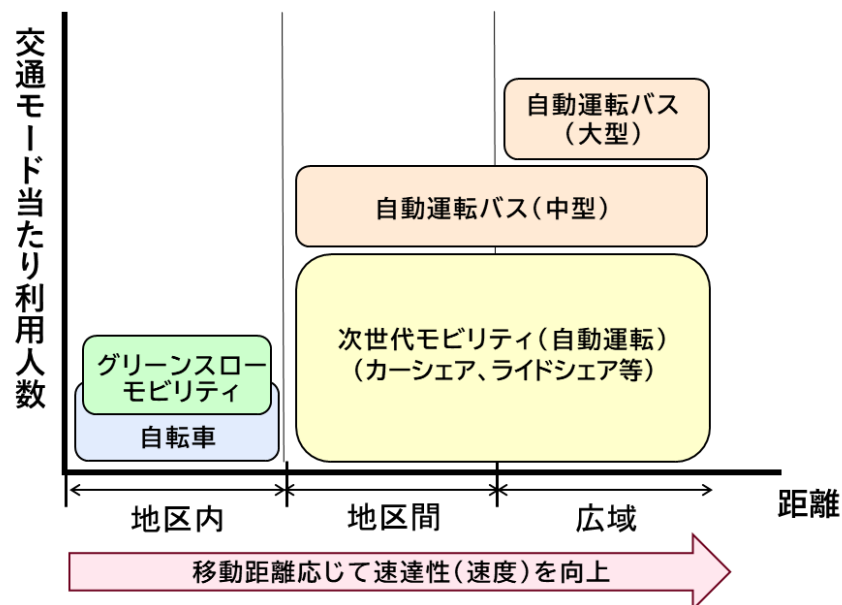 交通モード当たり利用人数
自動運転バス
（大型）
自動運転バス（中型）
次世代モビリティ（自動運転）
（カーシェア、ライドシェア等）
グリーンスロー
モビリティ
自転車
地区内
地区間
広域
距離
移動距離応じて速達性（速度）を向上